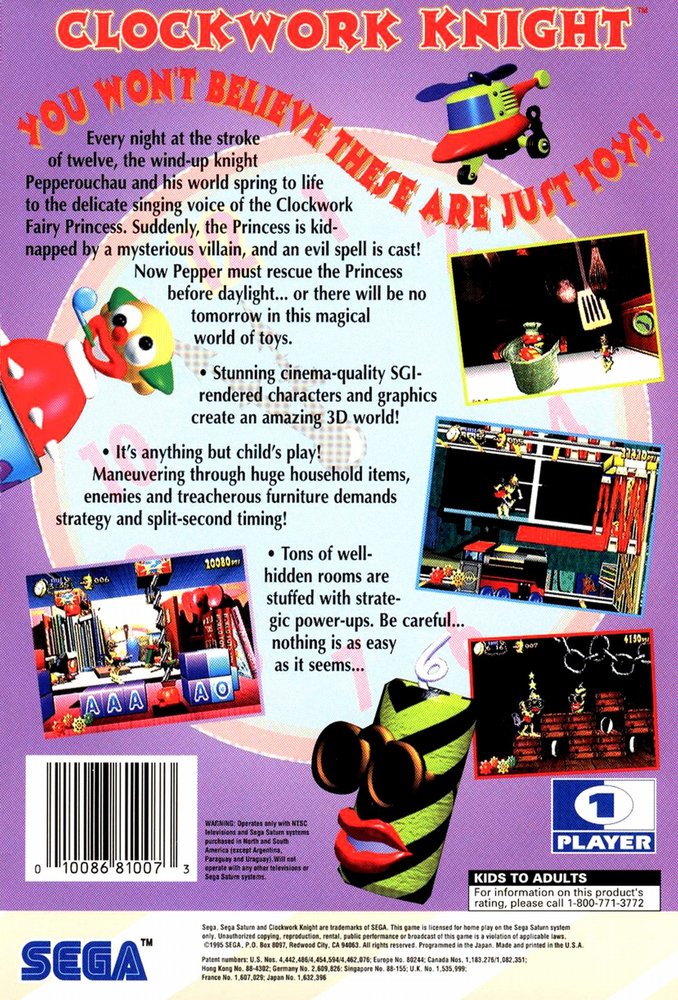 CLOCKWORK KNIGHT™
YOU WON'T BELIEVE THESE ARE JUST TOYS!
Every night at the stroke
of twelve, the wind-up knight
Pepperouchau and his world spring to life
to the delicate singing voice of the Clockwork
Fairy Princess. Suddenly, the Princess is kid-
napped by a mysterious villain, and an evil spell is cast!
Now Pepper must rescue the Princess
before daylight... or there will be no
tomorrow in this magical
world of toys.
• Stunning cinema-quality SGI-
rendered characters and graphics
create an amazing 3D world!
• It's anything but child's play!
Maneuvering through huge household items,
enemies and treacherous furniture demands
strategy and split-second timing!
• Tons of well-
hidden rooms are
stuffed with strate-
gic power-ups. Be careful...
nothing is as easy
as it seems...
006
20080PTS
AAA AO
6
007
4130PTS
0 10086 81007 3
WARNING: Operates only with NTSC
televisions and Sega Saturn systems
purchased in North and South
America (except Argentina,
Paraguay and Uraguay). Will not
operate with any other televisions or
Sega Saturn systems.
1
PLAYER
KIDS TO ADULTS
For information on this product's
rating, please call 1-800-771-3772
SEGA™
Sega, Sega Saturn and Clockwork Knight are trademarks of SEGA. This game is licensed for home play on the Sega Saturn system
only. Unauthorized copying, reproduction, rental, public performance or broadcast of this game is a violation of applicable laws.
©1995 SEGA, P.O. Box 8097, Redwood City, CA 94063. All rights reserved. Programmed in the Japan. Made and printed in the U.S.A.
Patent numbers: U.S. Nos. 4,442,486/4,454,594/4,462,076; Europe No. 80244; Canada Nos. 1,183,276/1,082,351;
Hong Kong No. 88-4302; Germany No. 2,609,826; Singapore No. 88-155; U.K. No. 1,535,999;
France No. 1,607,029; Japan No. 1,632,396